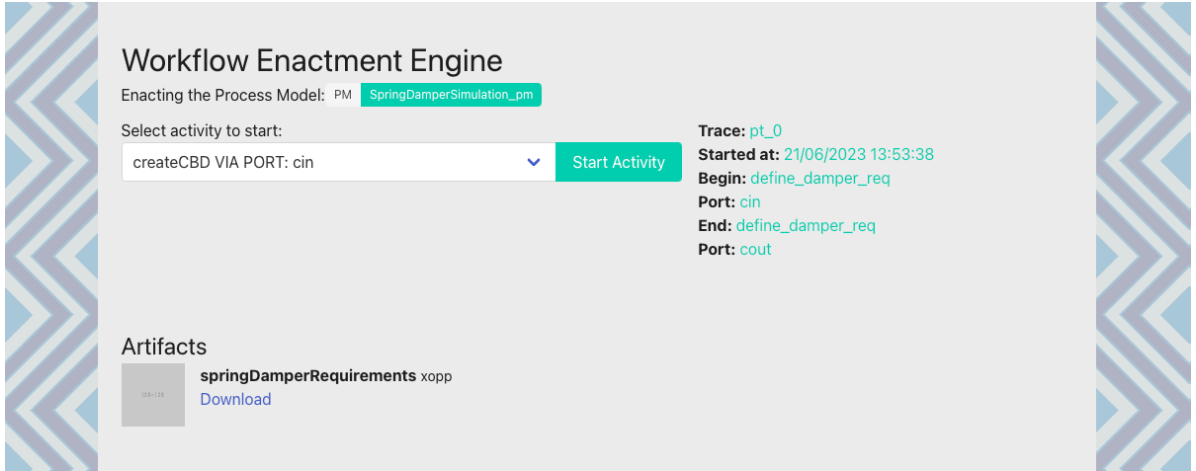 Workflow Enactment Engine
Enacting the Process Model: PM SpringDamperSimulation_pm
Select activity to start:
createCBD VIA PORT: cin
Start Activity
Trace: pt_0
Started at: 21/06/2023 13:53:38
Begin: define_damper_req
Port: cin
End: define_damper_req
Port: cout
Artifacts
springDamperRequirements xopp
Download